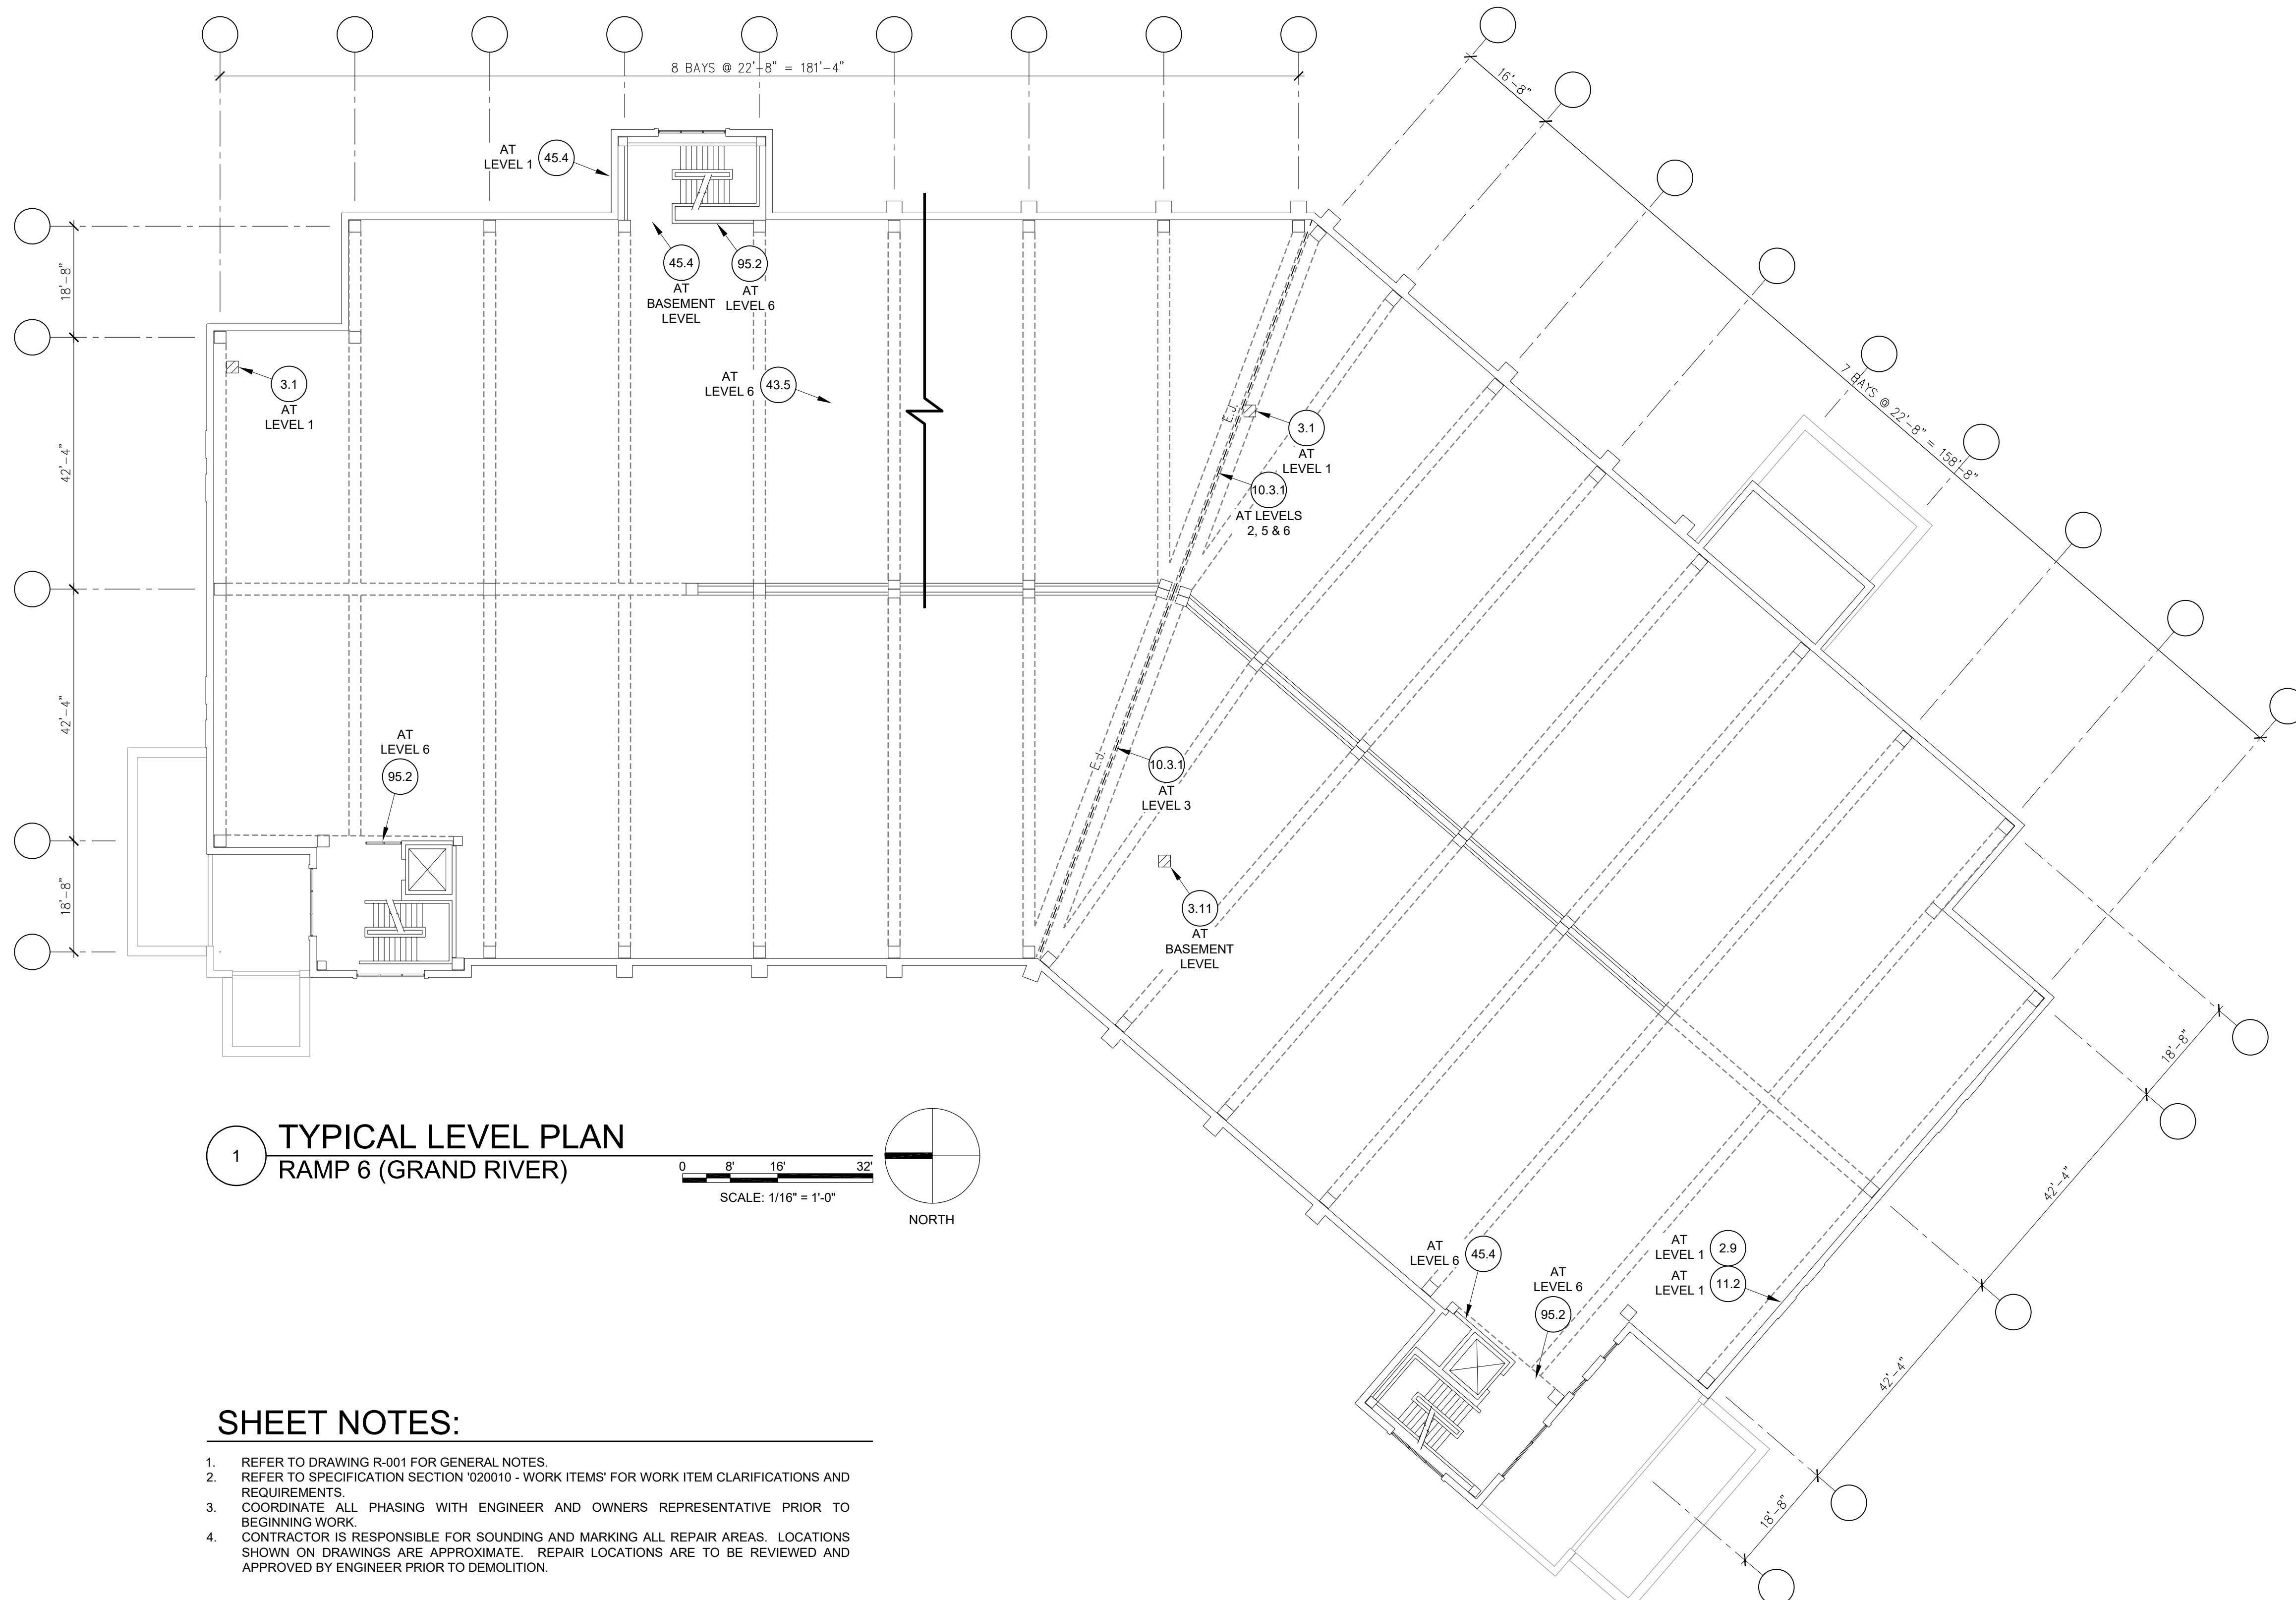 8 BAYS @ 22'-8" = 181'-4"
16'-8"
7 BAYS @ 22'-8" = 158'-8"
AT
LEVEL 1
45.4
45.4
AT
BASEMENT
LEVEL
95.2
AT
LEVEL 6
18'-8"
42'-4"
42'-4"
18'-8"
3.1
AT
LEVEL 1
AT
LEVEL 6
43.5
E.J.
3.1
AT
LEVEL 1
10.3.1
AT LEVELS
2, 5 & 6
AT
LEVEL 6
95.2
E.J.
10.3.1
AT
LEVEL 3
3.11
AT
BASEMENT
LEVEL
18'-8"
42'-4"
42'-4"
18'-8"
AT
LEVEL 6
45.4
AT
LEVEL 6
95.2
AT
LEVEL 1
2.9
AT
LEVEL 1
11.2
1
TYPICAL LEVEL PLAN
RAMP 6 (GRAND RIVER)
0 8' 16' 32'
SCALE: 1/16" = 1'-0"
NORTH
SHEET NOTES:
1. REFER TO DRAWING R-001 FOR GENERAL NOTES.
2. REFER TO SPECIFICATION SECTION '020010 - WORK ITEMS' FOR WORK ITEM CLARIFICATIONS AND
REQUIREMENTS.
3. COORDINATE ALL PHASING WITH ENGINEER AND OWNERS REPRESENTATIVE PRIOR TO
BEGINNING WORK.
4. CONTRACTOR IS RESPONSIBLE FOR SOUNDING AND MARKING ALL REPAIR AREAS. LOCATIONS
SHOWN ON DRAWINGS ARE APPROXIMATE. REPAIR LOCATIONS ARE TO BE REVIEWED AND
APPROVED BY ENGINEER PRIOR TO DEMOLITION.